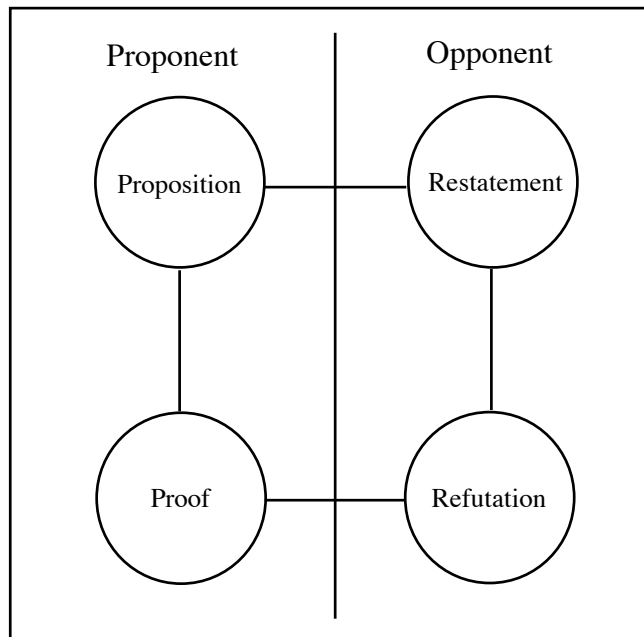 Proponent
Opponent
Proposition
Restatement
Proof
Refutation